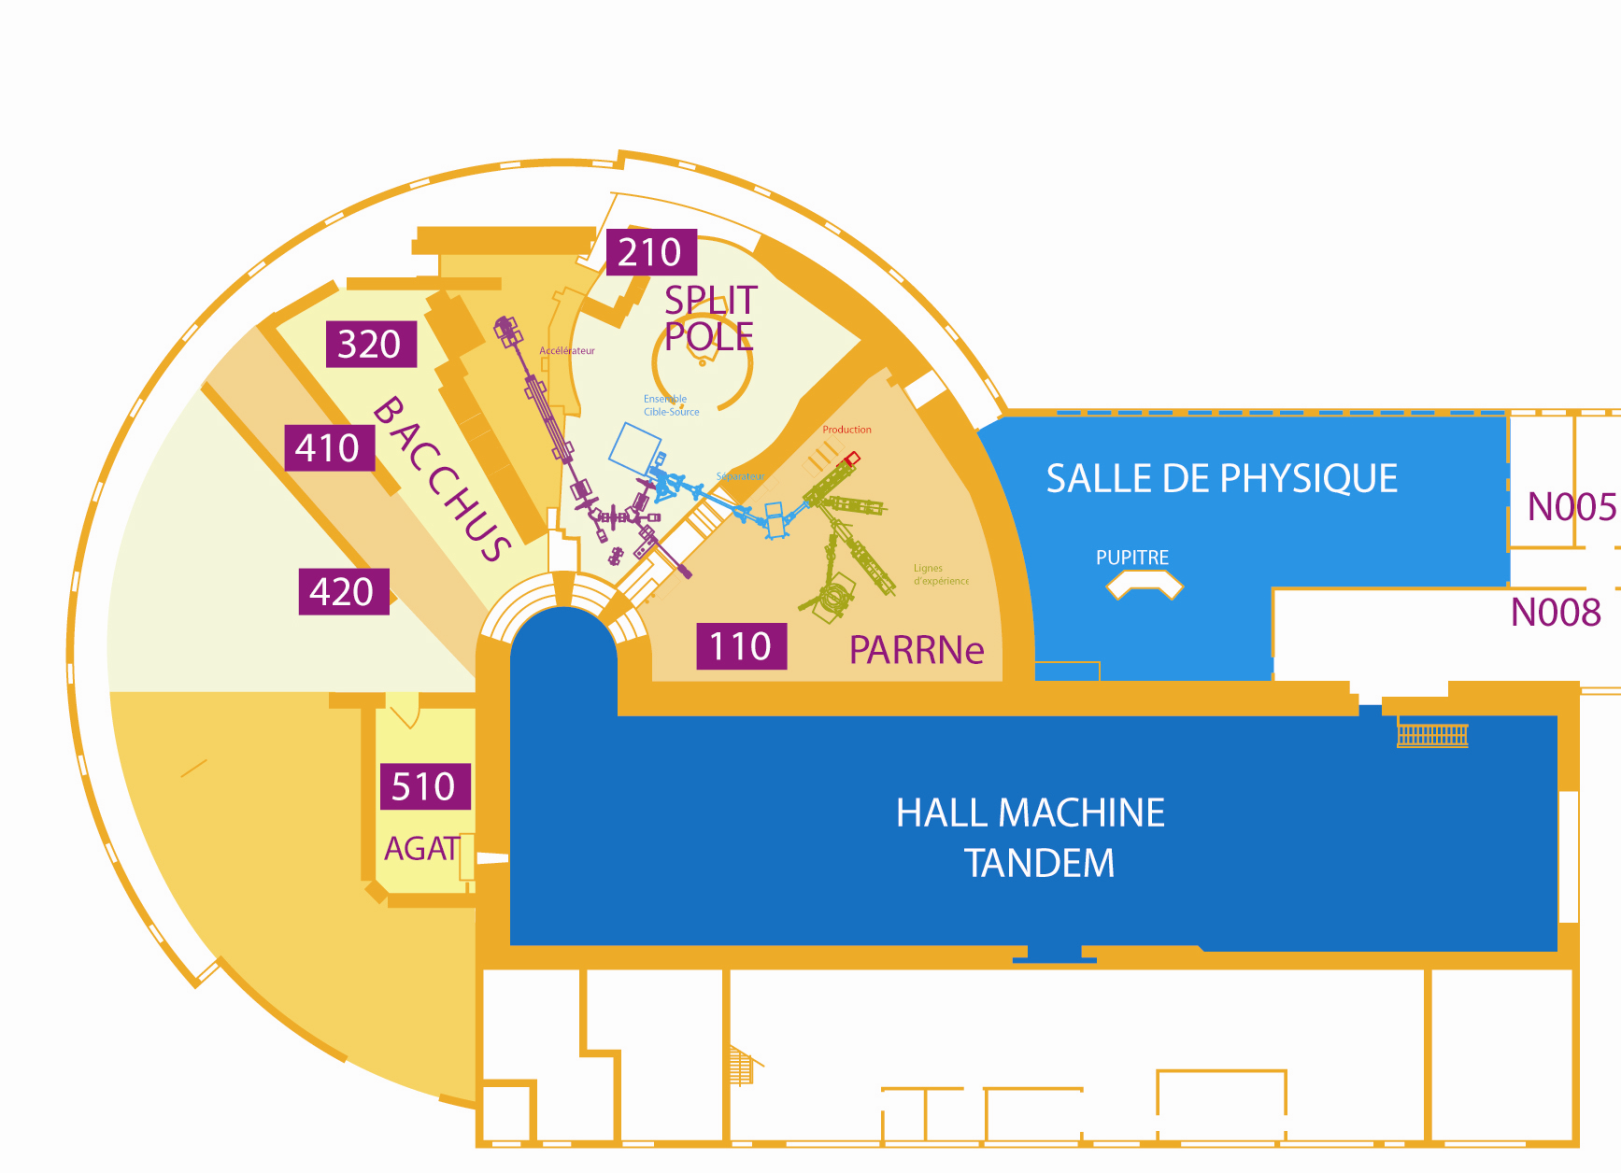 210
SPLIT
POLE
320
Accélérateur
BACCHUS
Ensemble
Cible-Source
Production
410
Séparateur
SALLE DE PHYSIQUE
N005
PUPITRE
Lignes
d'expérience
420
N008
110
PARRNe
510
AGAT
HALL MACHINE
TANDEM